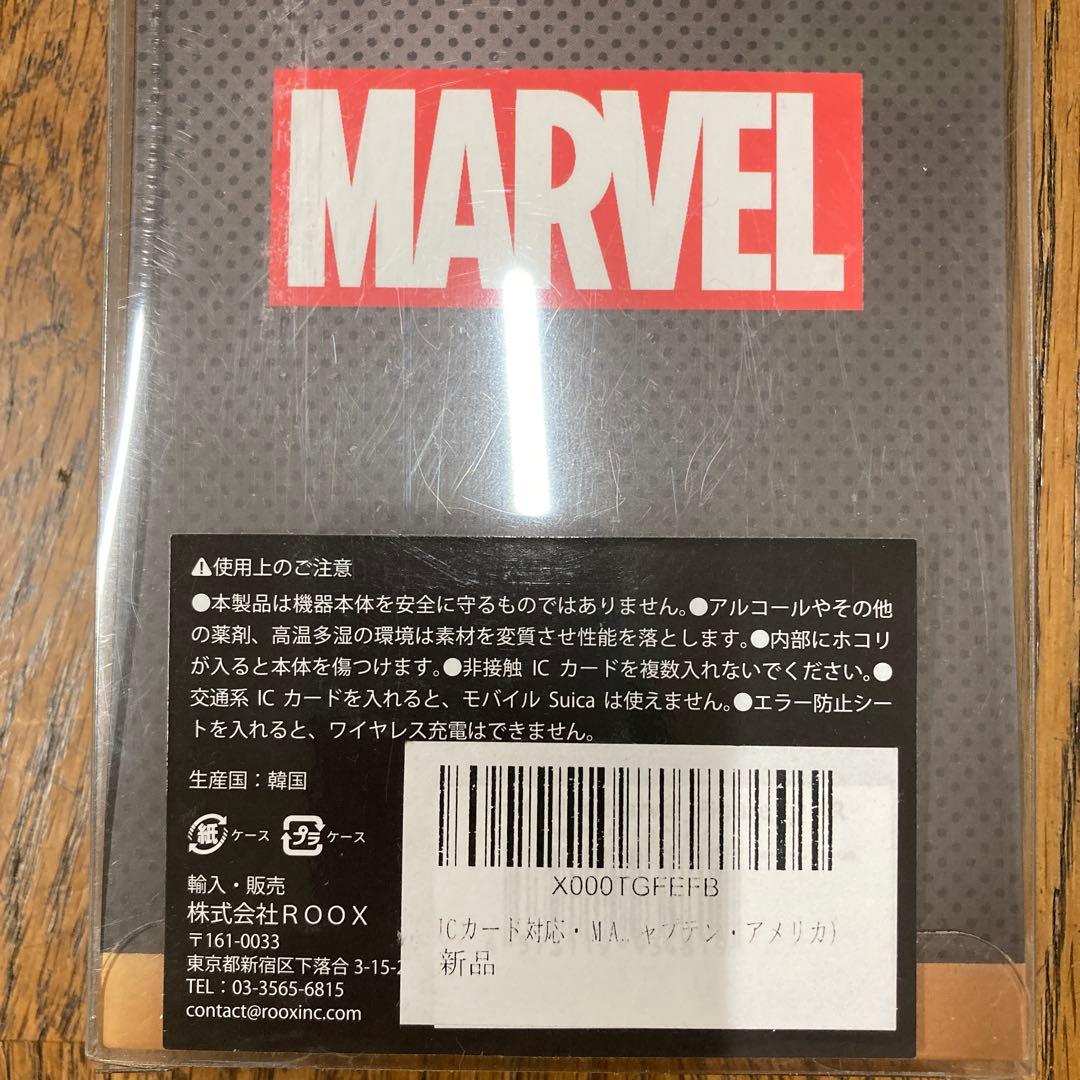 MARVEL
⚠使用上のご注意
●本製品は機器本体を安全に守るものではありません。●アルコールやその他
の薬剤、高温多湿の環境は素材を変質させ性能を落とします。●内部にホコリ
が入ると本体を傷つけます。●非接触 IC カードを複数入れないでください。●
交通系 IC カードを入れると、モバイル Suica は使えません。●エラー防止シー
トを入れると、ワイヤレス充電はできません。
生産国：韓国
紙 ケース プラ ケース
輸入・販売
株式会社ＲＯＯＸ
〒161-0033
東京都新宿区下落合 3-15-2
TEL：03-3565-6815
contact@rooxinc.com
X000TGFEFB
ICカード対応・MA… ャプテン・アメリカ)
新品